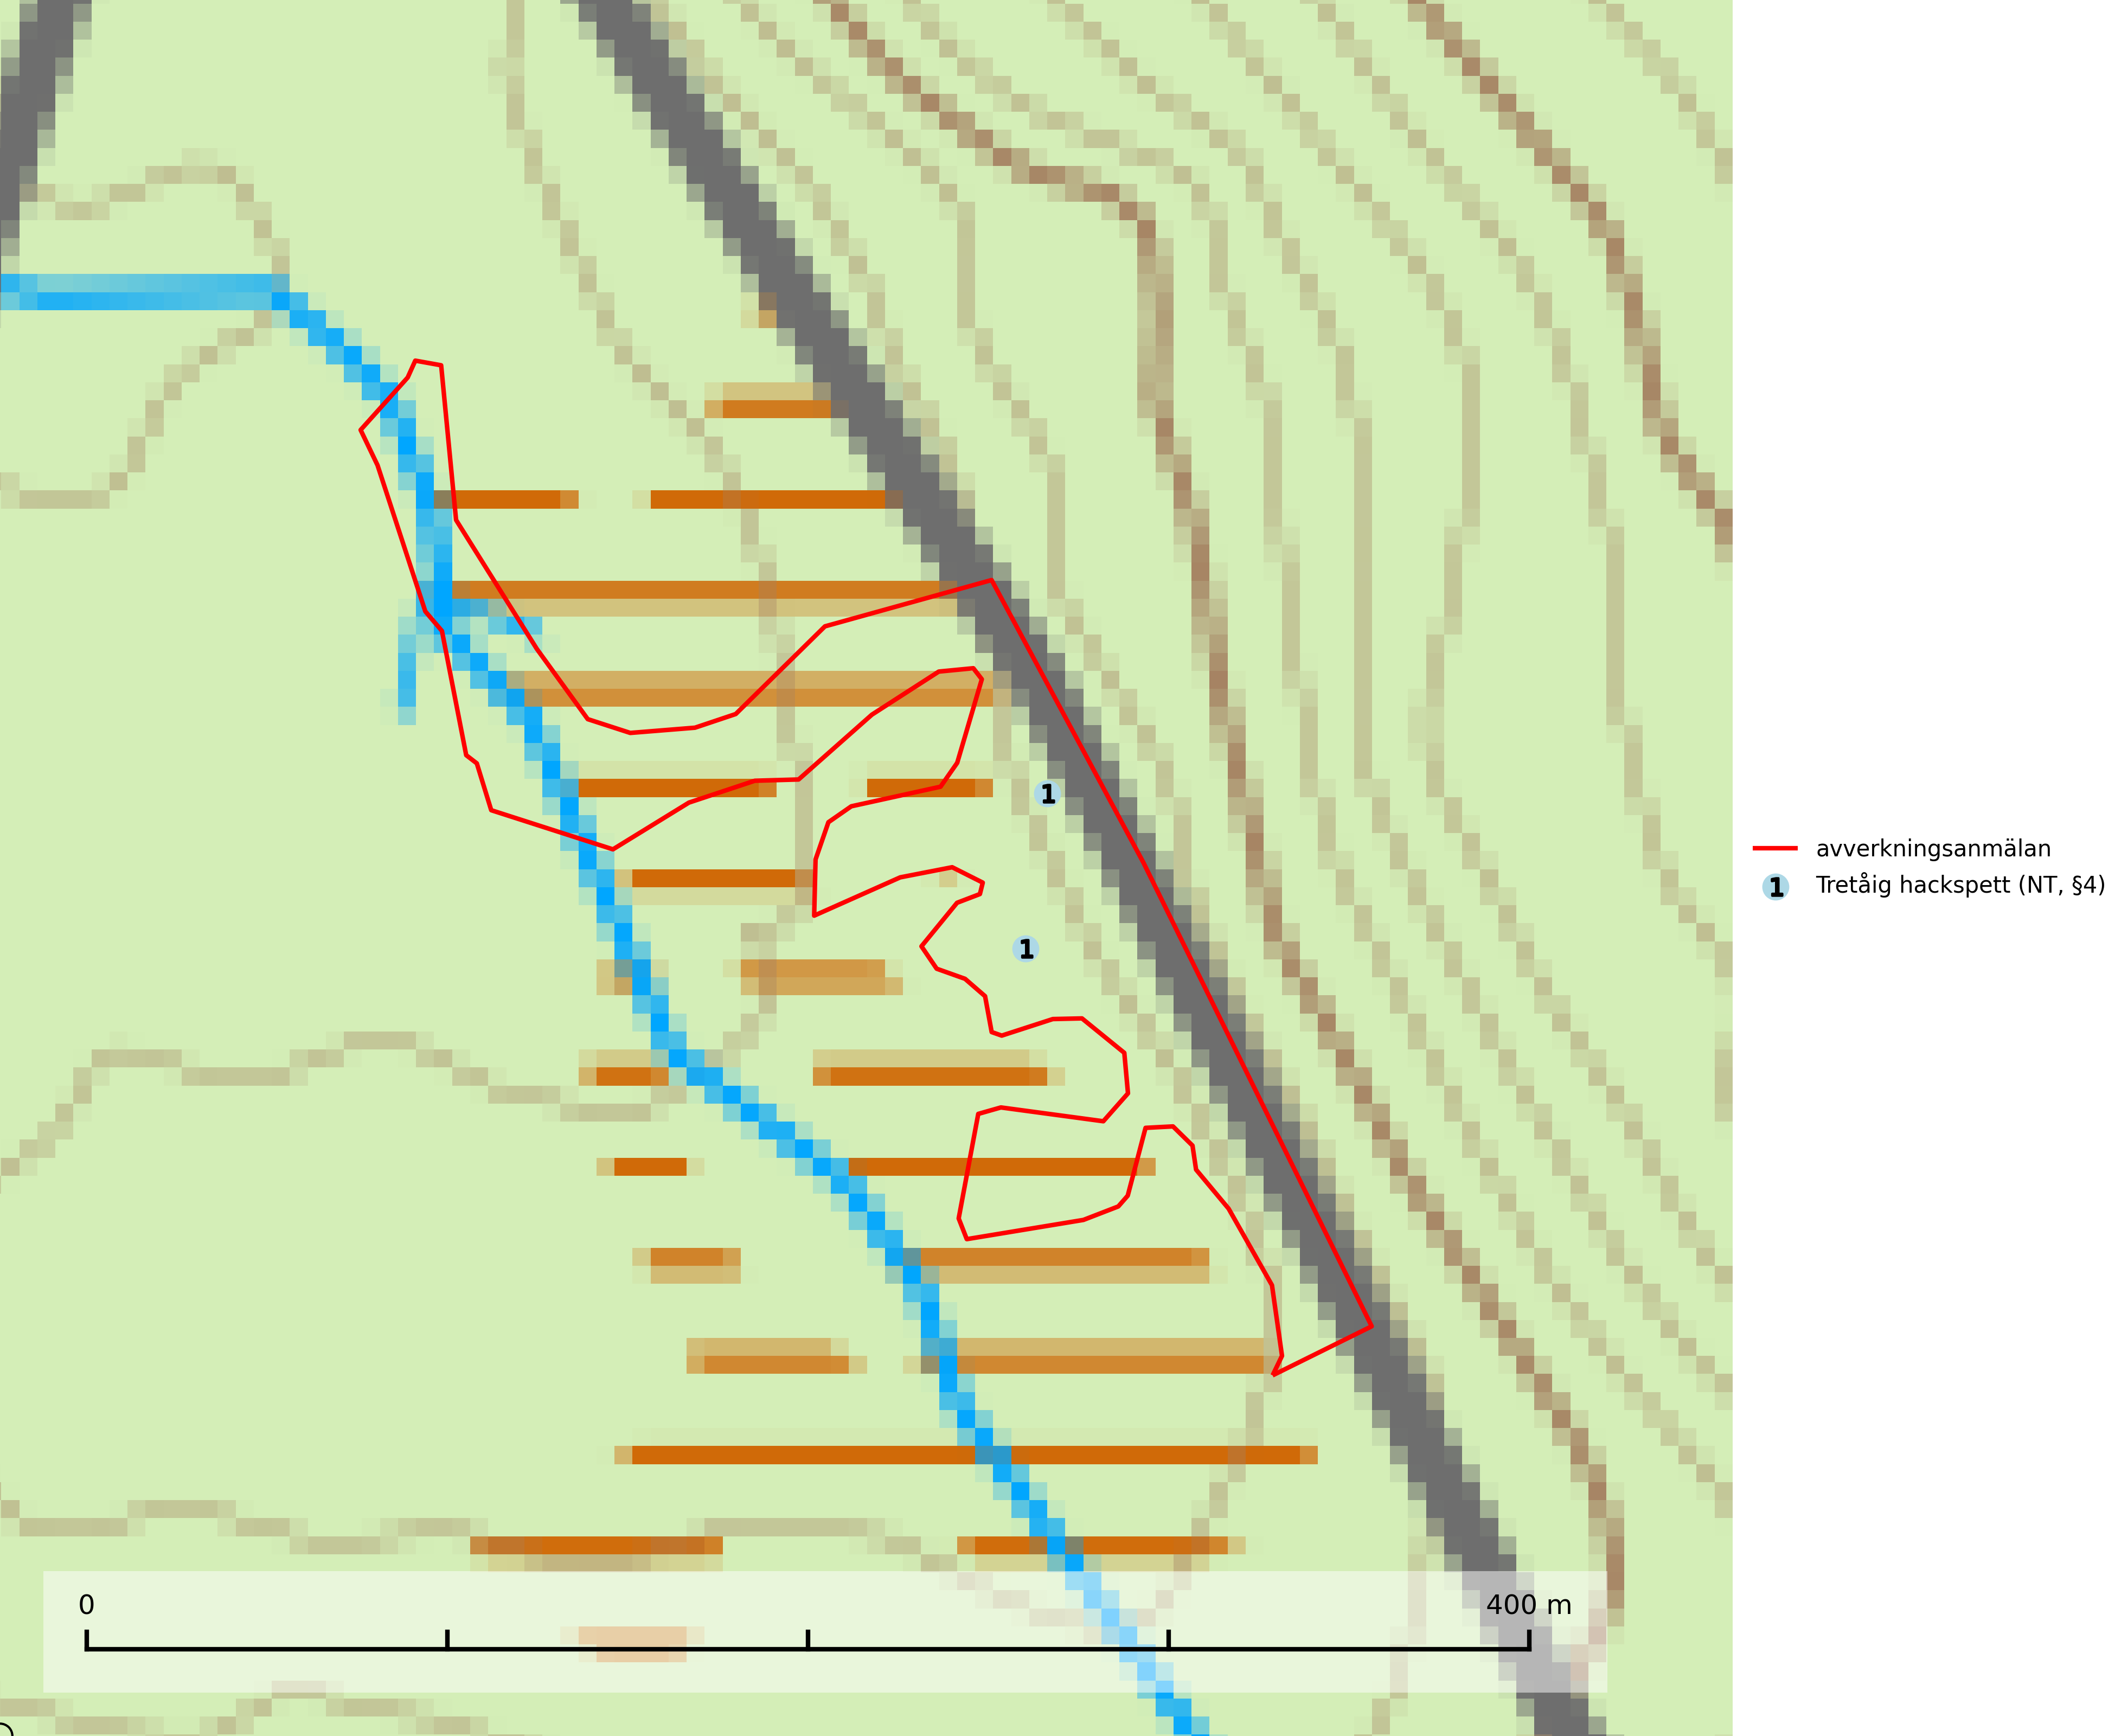 1
1
avverkningsanmälan
1 Tretåig hackspett (NT, §4)
0 400 m